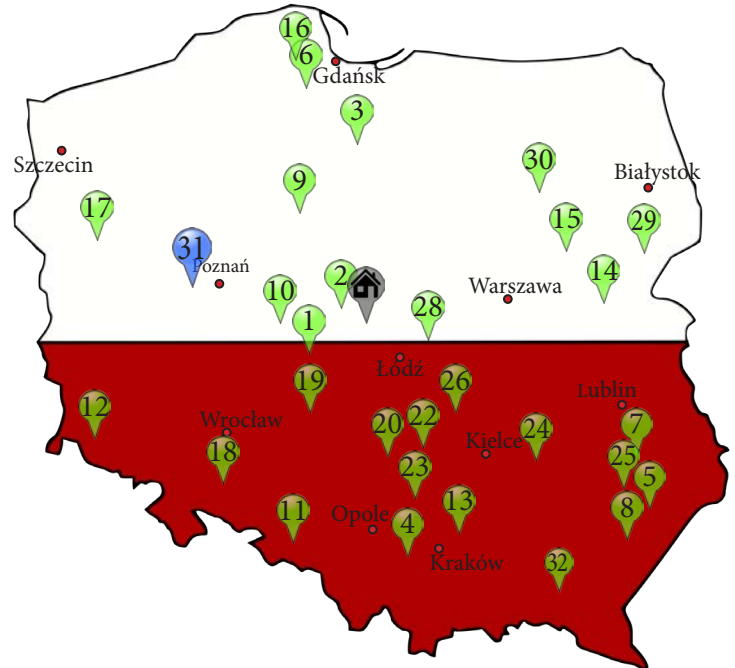 16
6
Gdańsk
3
Szczecin
30
Białystok
9
17
15
29
31
Poznań
2
14
10
Warszawa
28
1
Łódź
19
26
12
Lublin
Wrocław
20
22
24
7
18
Kielce
25
23
5
11
Opole
4
13
8
Kraków
32